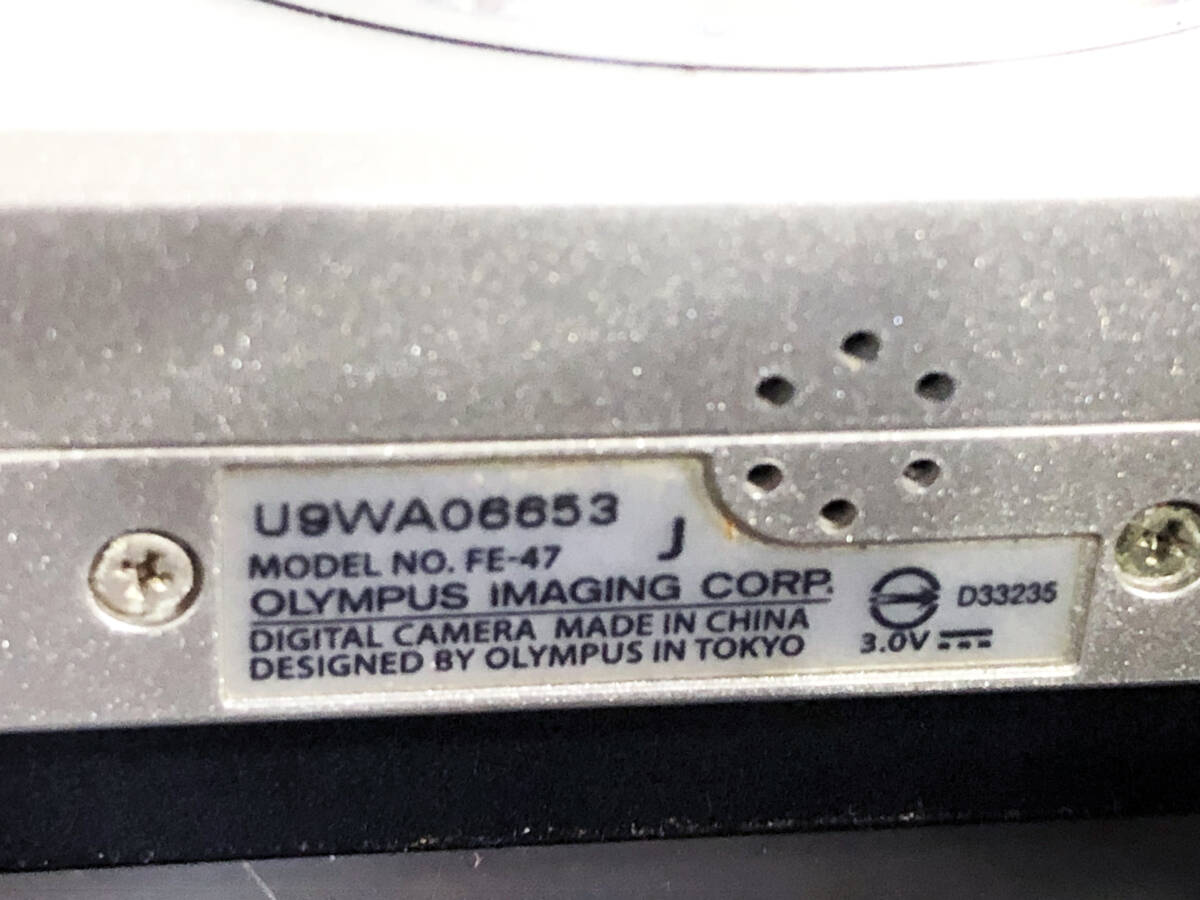 U9WA06653
J
MODEL NO. FE-47
OLYMPUS IMAGING CORP.
DIGITAL CAMERA MADE IN CHINA
DESIGNED BY OLYMPUS IN TOKYO
D33235
3.0V